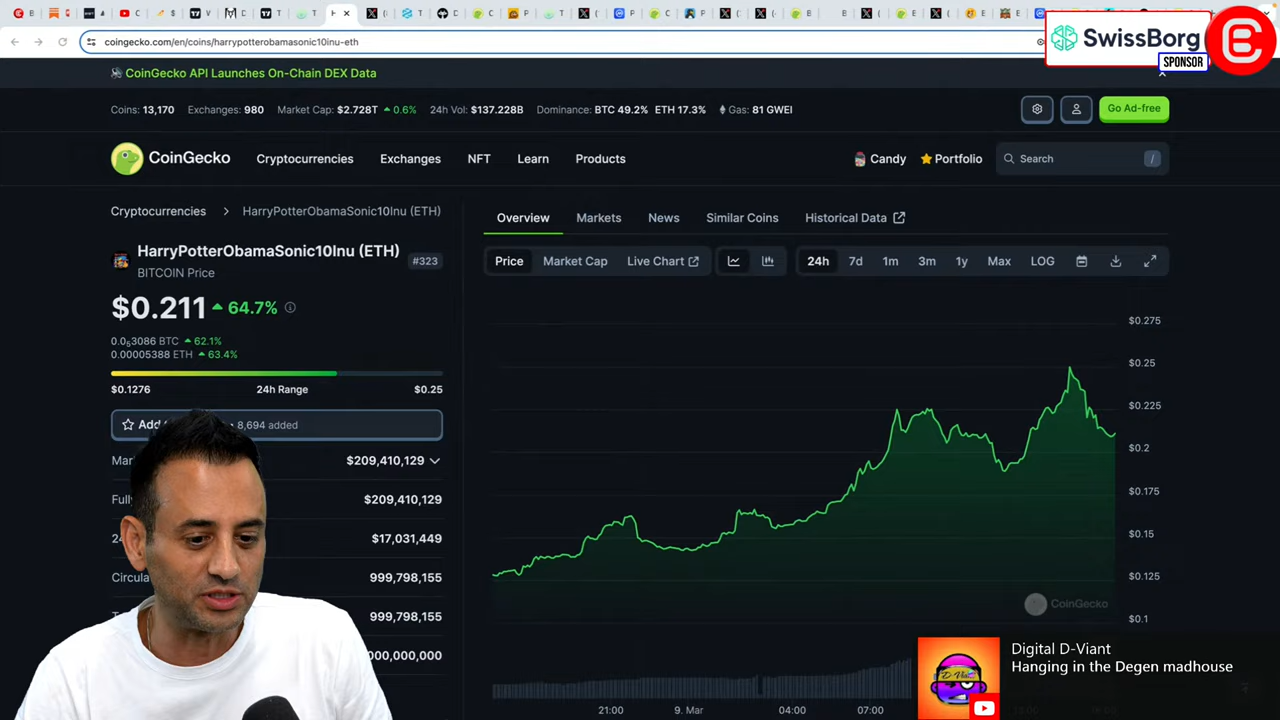 coingecko.com/en/coins/harrypotterobamasonic10inu-eth
SwissBorg
SPONSOR
CoinGecko API Launches On-Chain DEX Data
Coins: 13,170 Exchanges: 980 Market Cap: $2.728T 0.6% 24h Vol: $137.228B Dominance: BTC 49.2% ETH 17.3% Gas: 81 GWEI
Go Ad-free
CoinGecko
Cryptocurrencies Exchanges NFT Learn Products
Candy Portfolio Search /
Cryptocurrencies > HarryPotterObamaSonic10Inu (ETH)
HarryPotterObamaSonic10Inu (ETH) #323
BITCOIN Price
$0.211 64.7%
0.0₅3086 BTC 62.1%
0.00005388 ETH 63.4%
$0.1276 24h Range $0.25
Add 8,694 added
$209,410,129
$209,410,129
$17,031,449
999,798,155
999,798,155
Overview Markets News Similar Coins Historical Data
Price Market Cap Live Chart 24h 7d 1m 3m 1y Max LOG
$0.275
$0.25
$0.225
$0.2
$0.175
$0.15
$0.125
$0.1
CoinGecko
21:00 9. Mar 04:00 07:00
Digital D-Viant
Hanging in the Degen madhouse
D-Viant